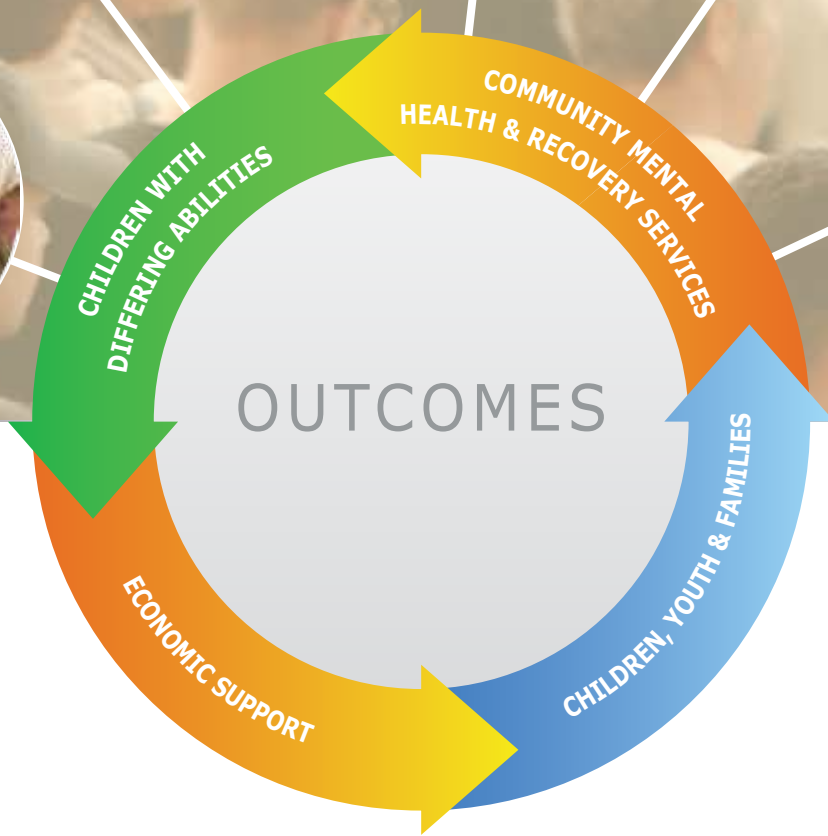 COMMUNITY MENTAL
HEALTH & RECOVERY SERVICES
CHILDREN WITH
DIFFERING ABILITIES
OUTCOMES
CHILDREN, YOUTH & FAMILIES
ECONOMIC SUPPORT